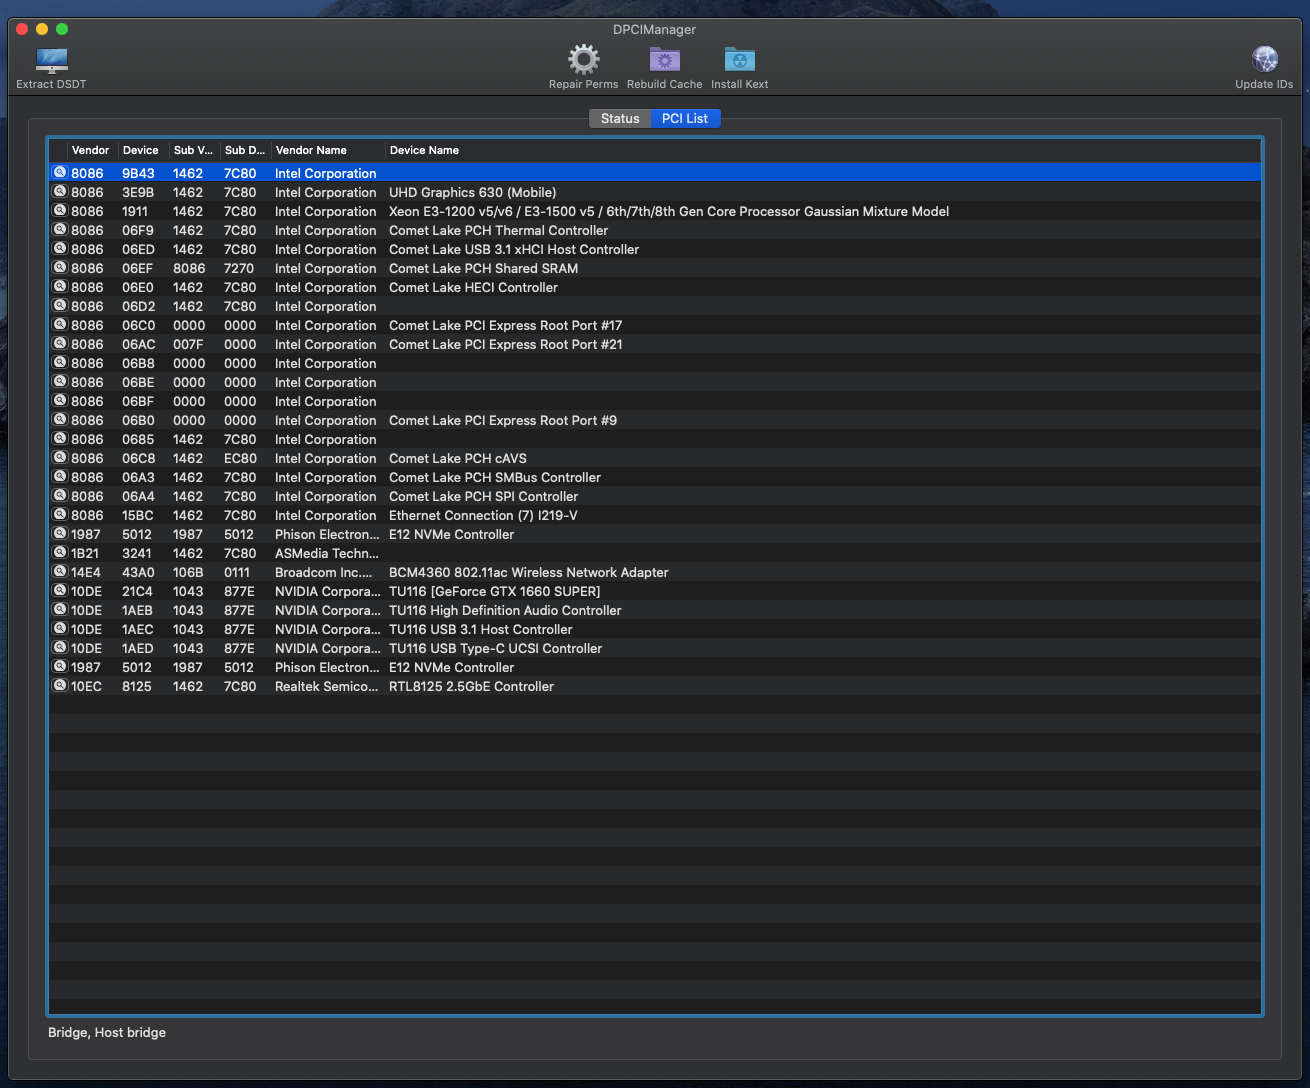 DPCIManager
Extract DSDT
Repair Perms Rebuild Cache Install Kext
Update IDs
Status PCI List
Vendor Device Sub V... Sub D... Vendor Name Device Name
8086 9B43 1462 7C80 Intel Corporation
8086 3E9B 1462 7C80 Intel Corporation UHD Graphics 630 (Mobile)
8086 1911 1462 7C80 Intel Corporation Xeon E3-1200 v5/v6 / E3-1500 v5 / 6th/7th/8th Gen Core Processor Gaussian Mixture Model
8086 06F9 1462 7C80 Intel Corporation Comet Lake PCH Thermal Controller
8086 06ED 1462 7C80 Intel Corporation Comet Lake USB 3.1 xHCI Host Controller
8086 06EF 8086 7270 Intel Corporation Comet Lake PCH Shared SRAM
8086 06E0 1462 7C80 Intel Corporation Comet Lake HECI Controller
8086 06D2 1462 7C80 Intel Corporation
8086 06C0 0000 0000 Intel Corporation Comet Lake PCI Express Root Port #17
8086 06AC 007F 0000 Intel Corporation Comet Lake PCI Express Root Port #21
8086 06B8 0000 0000 Intel Corporation
8086 06BE 0000 0000 Intel Corporation
8086 06BF 0000 0000 Intel Corporation
8086 06B0 0000 0000 Intel Corporation Comet Lake PCI Express Root Port #9
8086 0685 1462 7C80 Intel Corporation
8086 06C8 1462 EC80 Intel Corporation Comet Lake PCH cAVS
8086 06A3 1462 7C80 Intel Corporation Comet Lake PCH SMBus Controller
8086 06A4 1462 7C80 Intel Corporation Comet Lake PCH SPI Controller
8086 15BC 1462 7C80 Intel Corporation Ethernet Connection (7) I219-V
1987 5012 1987 5012 Phison Electron... E12 NVMe Controller
1B21 3241 1462 7C80 ASMedia Techn...
14E4 43A0 106B 0111 Broadcom Inc.... BCM4360 802.11ac Wireless Network Adapter
10DE 21C4 1043 877E NVIDIA Corpora... TU116 [GeForce GTX 1660 SUPER]
10DE 1AEB 1043 877E NVIDIA Corpora... TU116 High Definition Audio Controller
10DE 1AEC 1043 877E NVIDIA Corpora... TU116 USB 3.1 Host Controller
10DE 1AED 1043 877E NVIDIA Corpora... TU116 USB Type-C UCSI Controller
1987 5012 1987 5012 Phison Electron... E12 NVMe Controller
10EC 8125 1462 7C80 Realtek Semico... RTL8125 2.5GbE Controller
Bridge, Host bridge